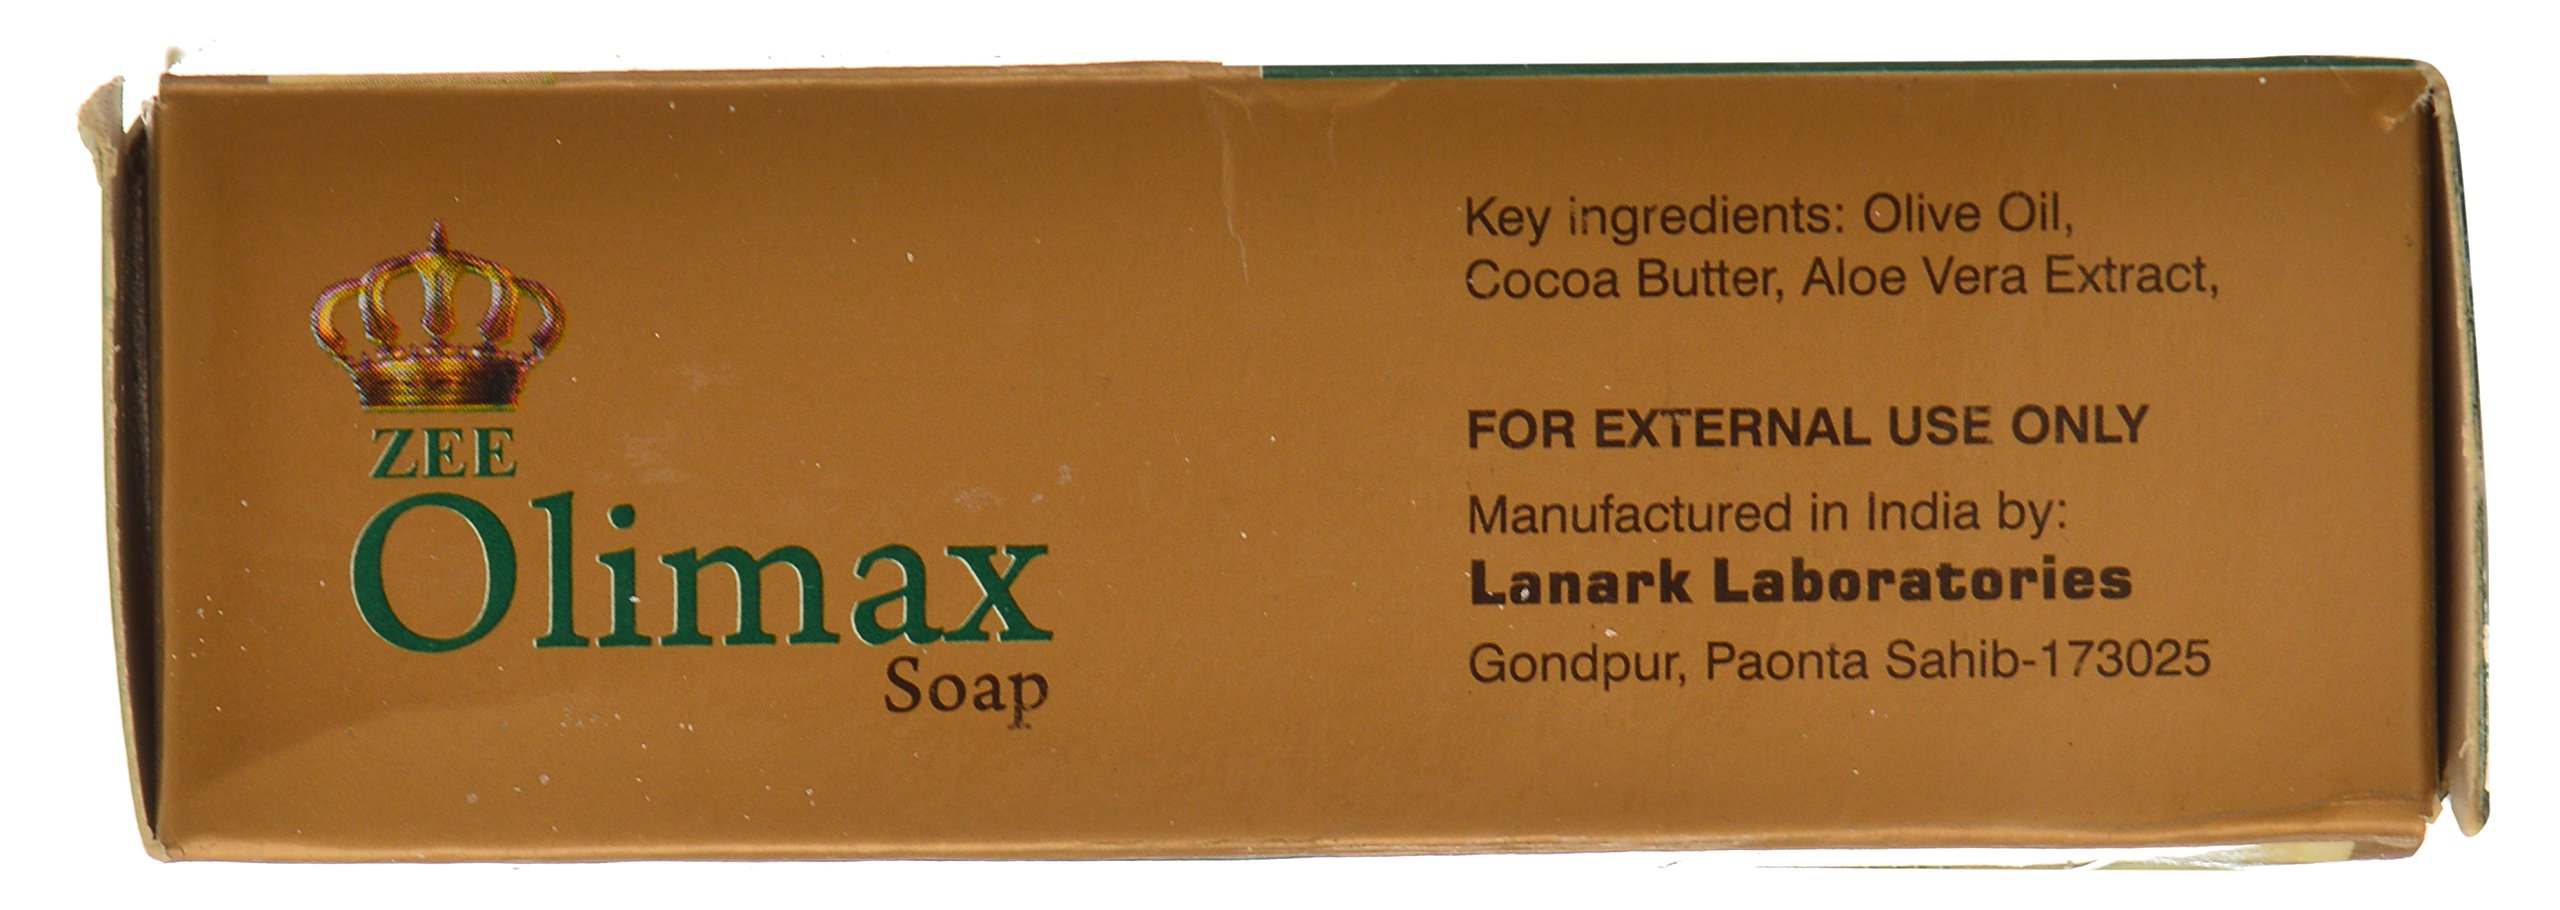 ZEE
Olimax
Soap
Key ingredients: Olive Oil,
Cocoa Butter, Aloe Vera Extract,
FOR EXTERNAL USE ONLY
Manufactured in India by:
Lanark Laboratories
Gondpur, Paonta Sahib-173025